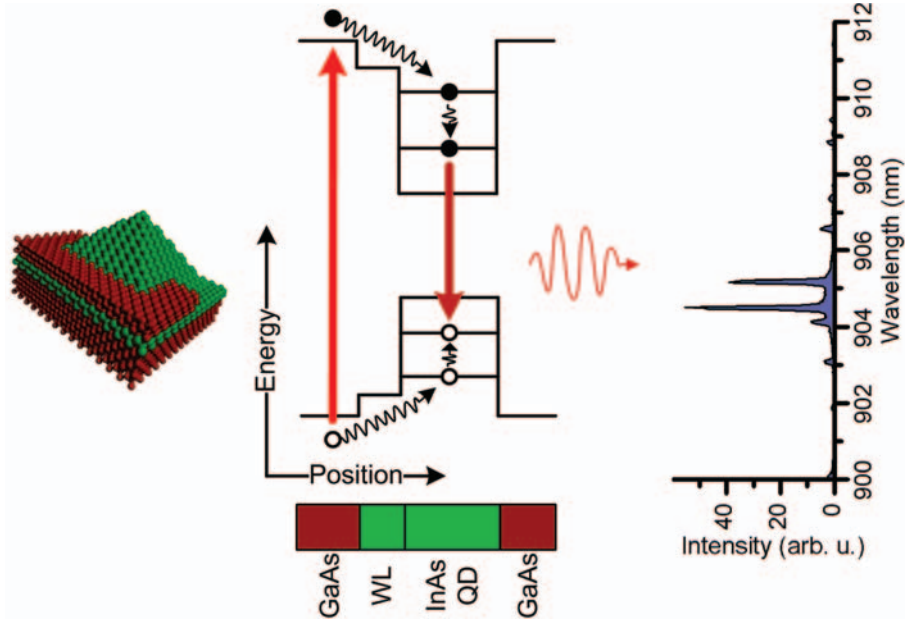 Energy
Position
GaAs
WL
InAs
QD
GaAs
912
910
908
906
904
902
900
Wavelength (nm)
40
20
0
Intensity (arb. u.)